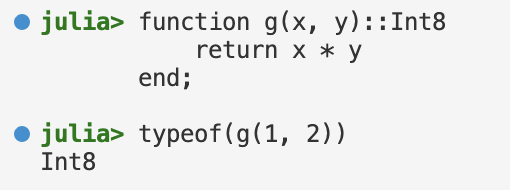 julia> function g(x, y)::Int8
           return x * y
       end;

julia> typeof(g(1, 2))
Int8